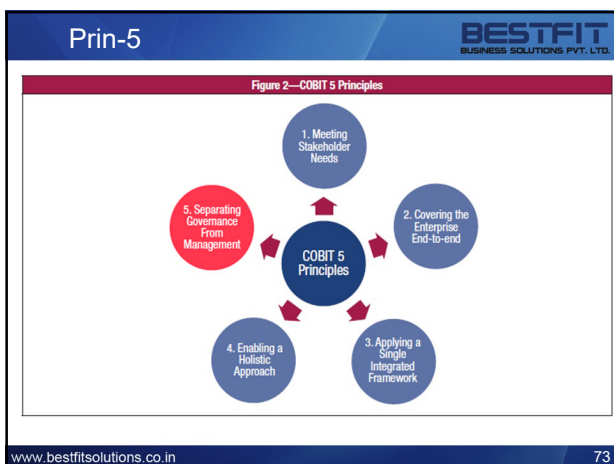 Prin-5
BESTFIT
BUSINESS SOLUTIONS PVT. LTD.
Figure 2—COBIT 5 Principles
1. Meeting
Stakeholder
Needs
2. Covering the
Enterprise
End-to-end
3. Applying a
Single
Integrated
Framework
4. Enabling a
Holistic
Approach
5. Separating
Governance
From
Management
COBIT 5
Principles
www.bestfitsolutions.co.in
73